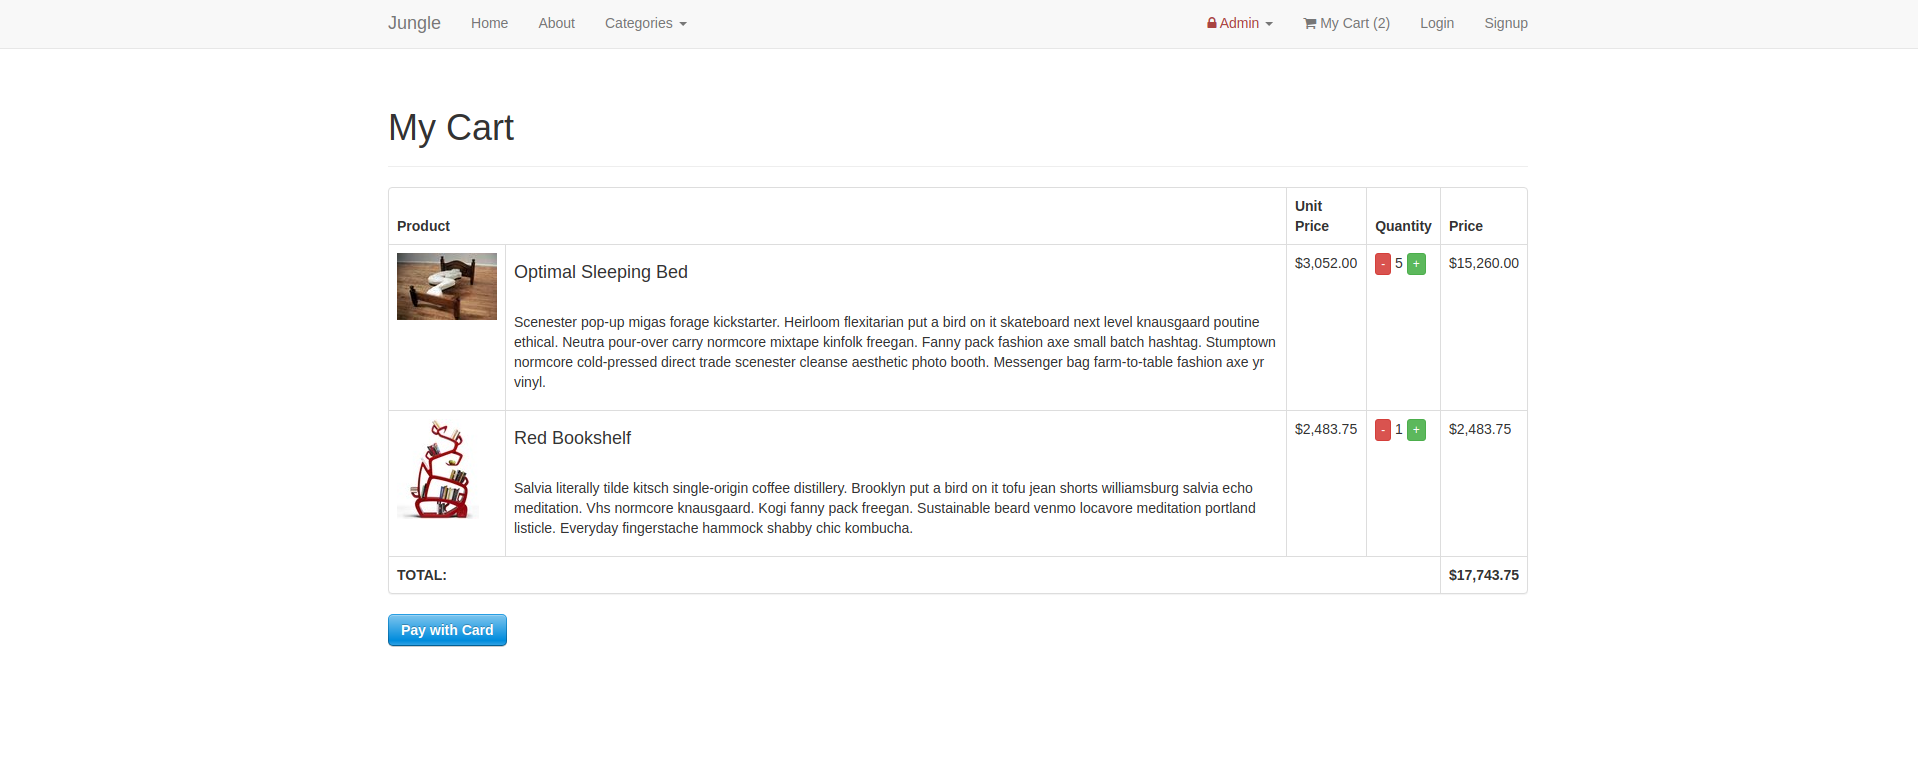 Jungle Home About Categories Admin My Cart (2) Login Signup
My Cart
Product Unit Price Quantity Price
Optimal Sleeping Bed $3,052.00 - 5 + $15,260.00
Scenester pop-up migas forage kickstarter. Heirloom flexitarian put a bird on it skateboard next level knausgaard poutine
ethical. Neutra pour-over carry normcore mixtape kinfolk freegan. Fanny pack fashion axe small batch hashtag. Stumptown
normcore cold-pressed direct trade scenester cleanse aesthetic photo booth. Messenger bag farm-to-table fashion axe yr
vinyl.
Red Bookshelf $2,483.75 - 1 + $2,483.75
Salvia literally tilde kitsch single-origin coffee distillery. Brooklyn put a bird on it tofu jean shorts williamsburg salvia echo
meditation. Vhs normcore knausgaard. Kogi fanny pack freegan. Sustainable beard venmo locavore meditation portland
listicle. Everyday fingerstache hammock shabby chic kombucha.
TOTAL: $17,743.75
Pay with Card